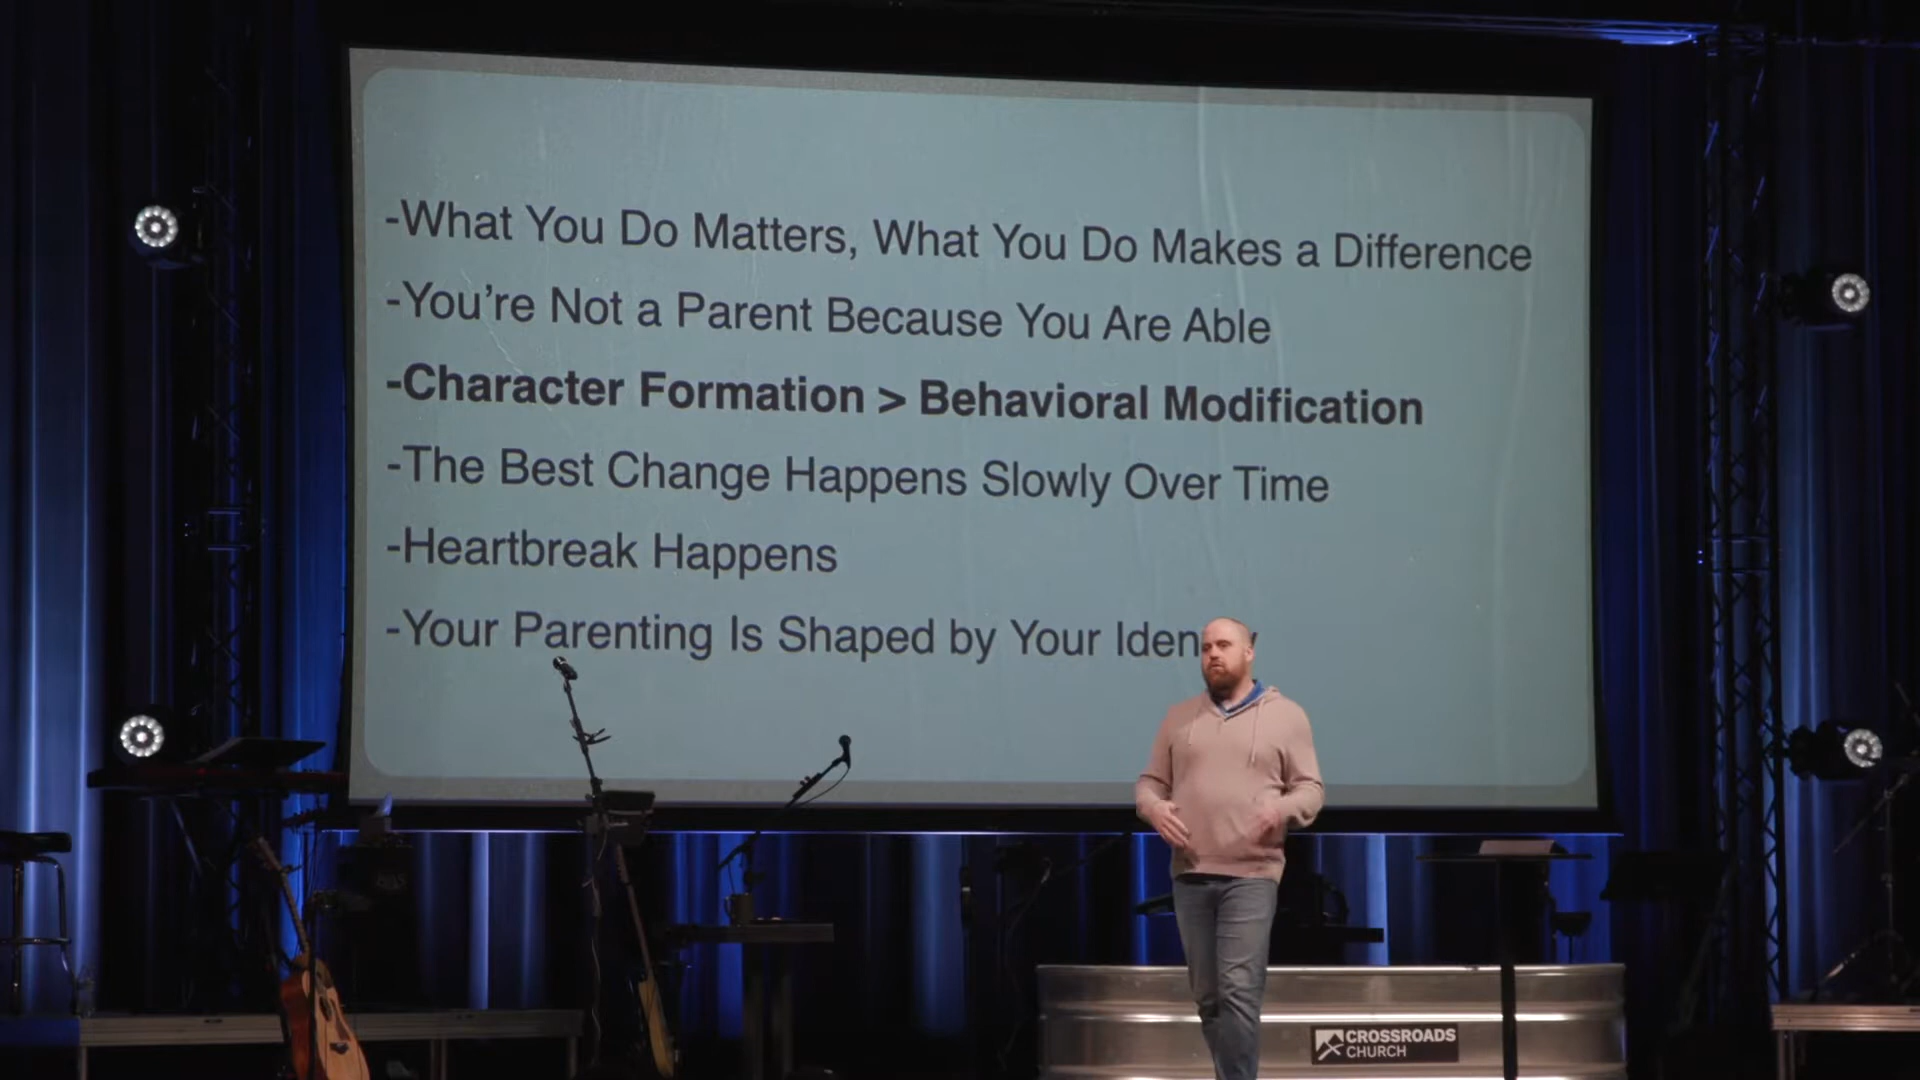 -What You Do Matters, What You Do Makes a Difference
-You're Not a Parent Because You Are Able
-Character Formation > Behavioral Modification
-The Best Change Happens Slowly Over Time
-Heartbreak Happens
-Your Parenting Is Shaped by Your
CROSSROADS
CHURCH